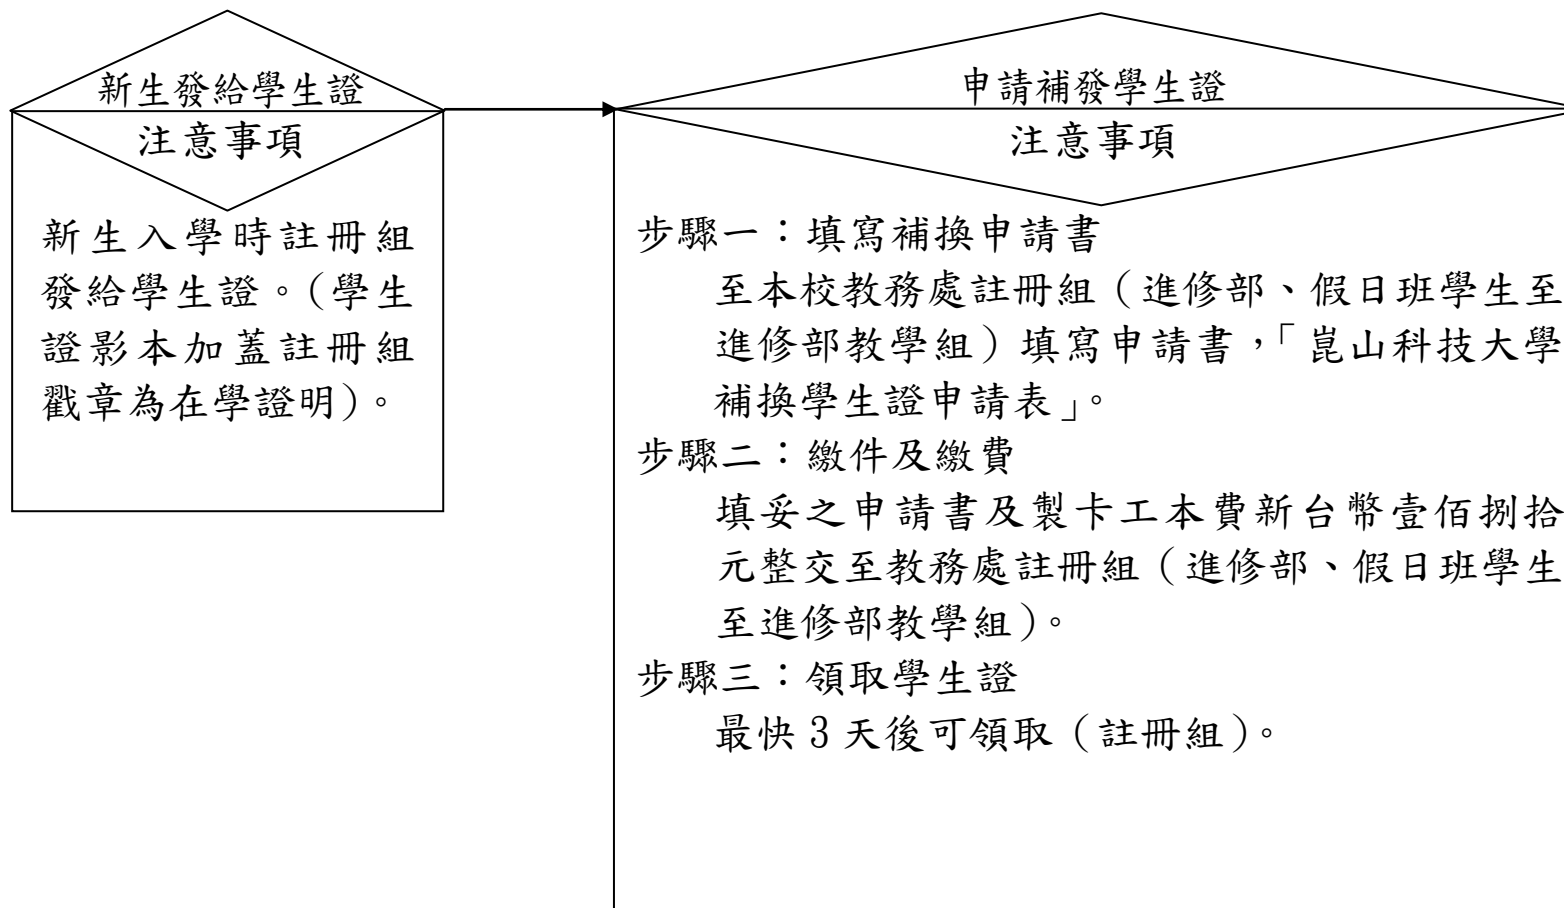 新生發給學生證
注意事項
新生入學時註冊組
發給學生證。(學生
證影本加蓋註冊組
戳章為在學證明)。
申請補發學生證
注意事項
步驟一：填寫補換申請書
至本校教務處註冊組（進修部、假日班學生至
進修部教學組）填寫申請書，「崑山科技大學
補換學生證申請表」。
步驟二：繳件及繳費
填妥之申請書及製卡工本費新台幣壹佰捌拾
元整交至教務處註冊組（進修部、假日班學生
至進修部教學組）。
步驟三：領取學生證
最快 3 天後可領取（註冊組）。